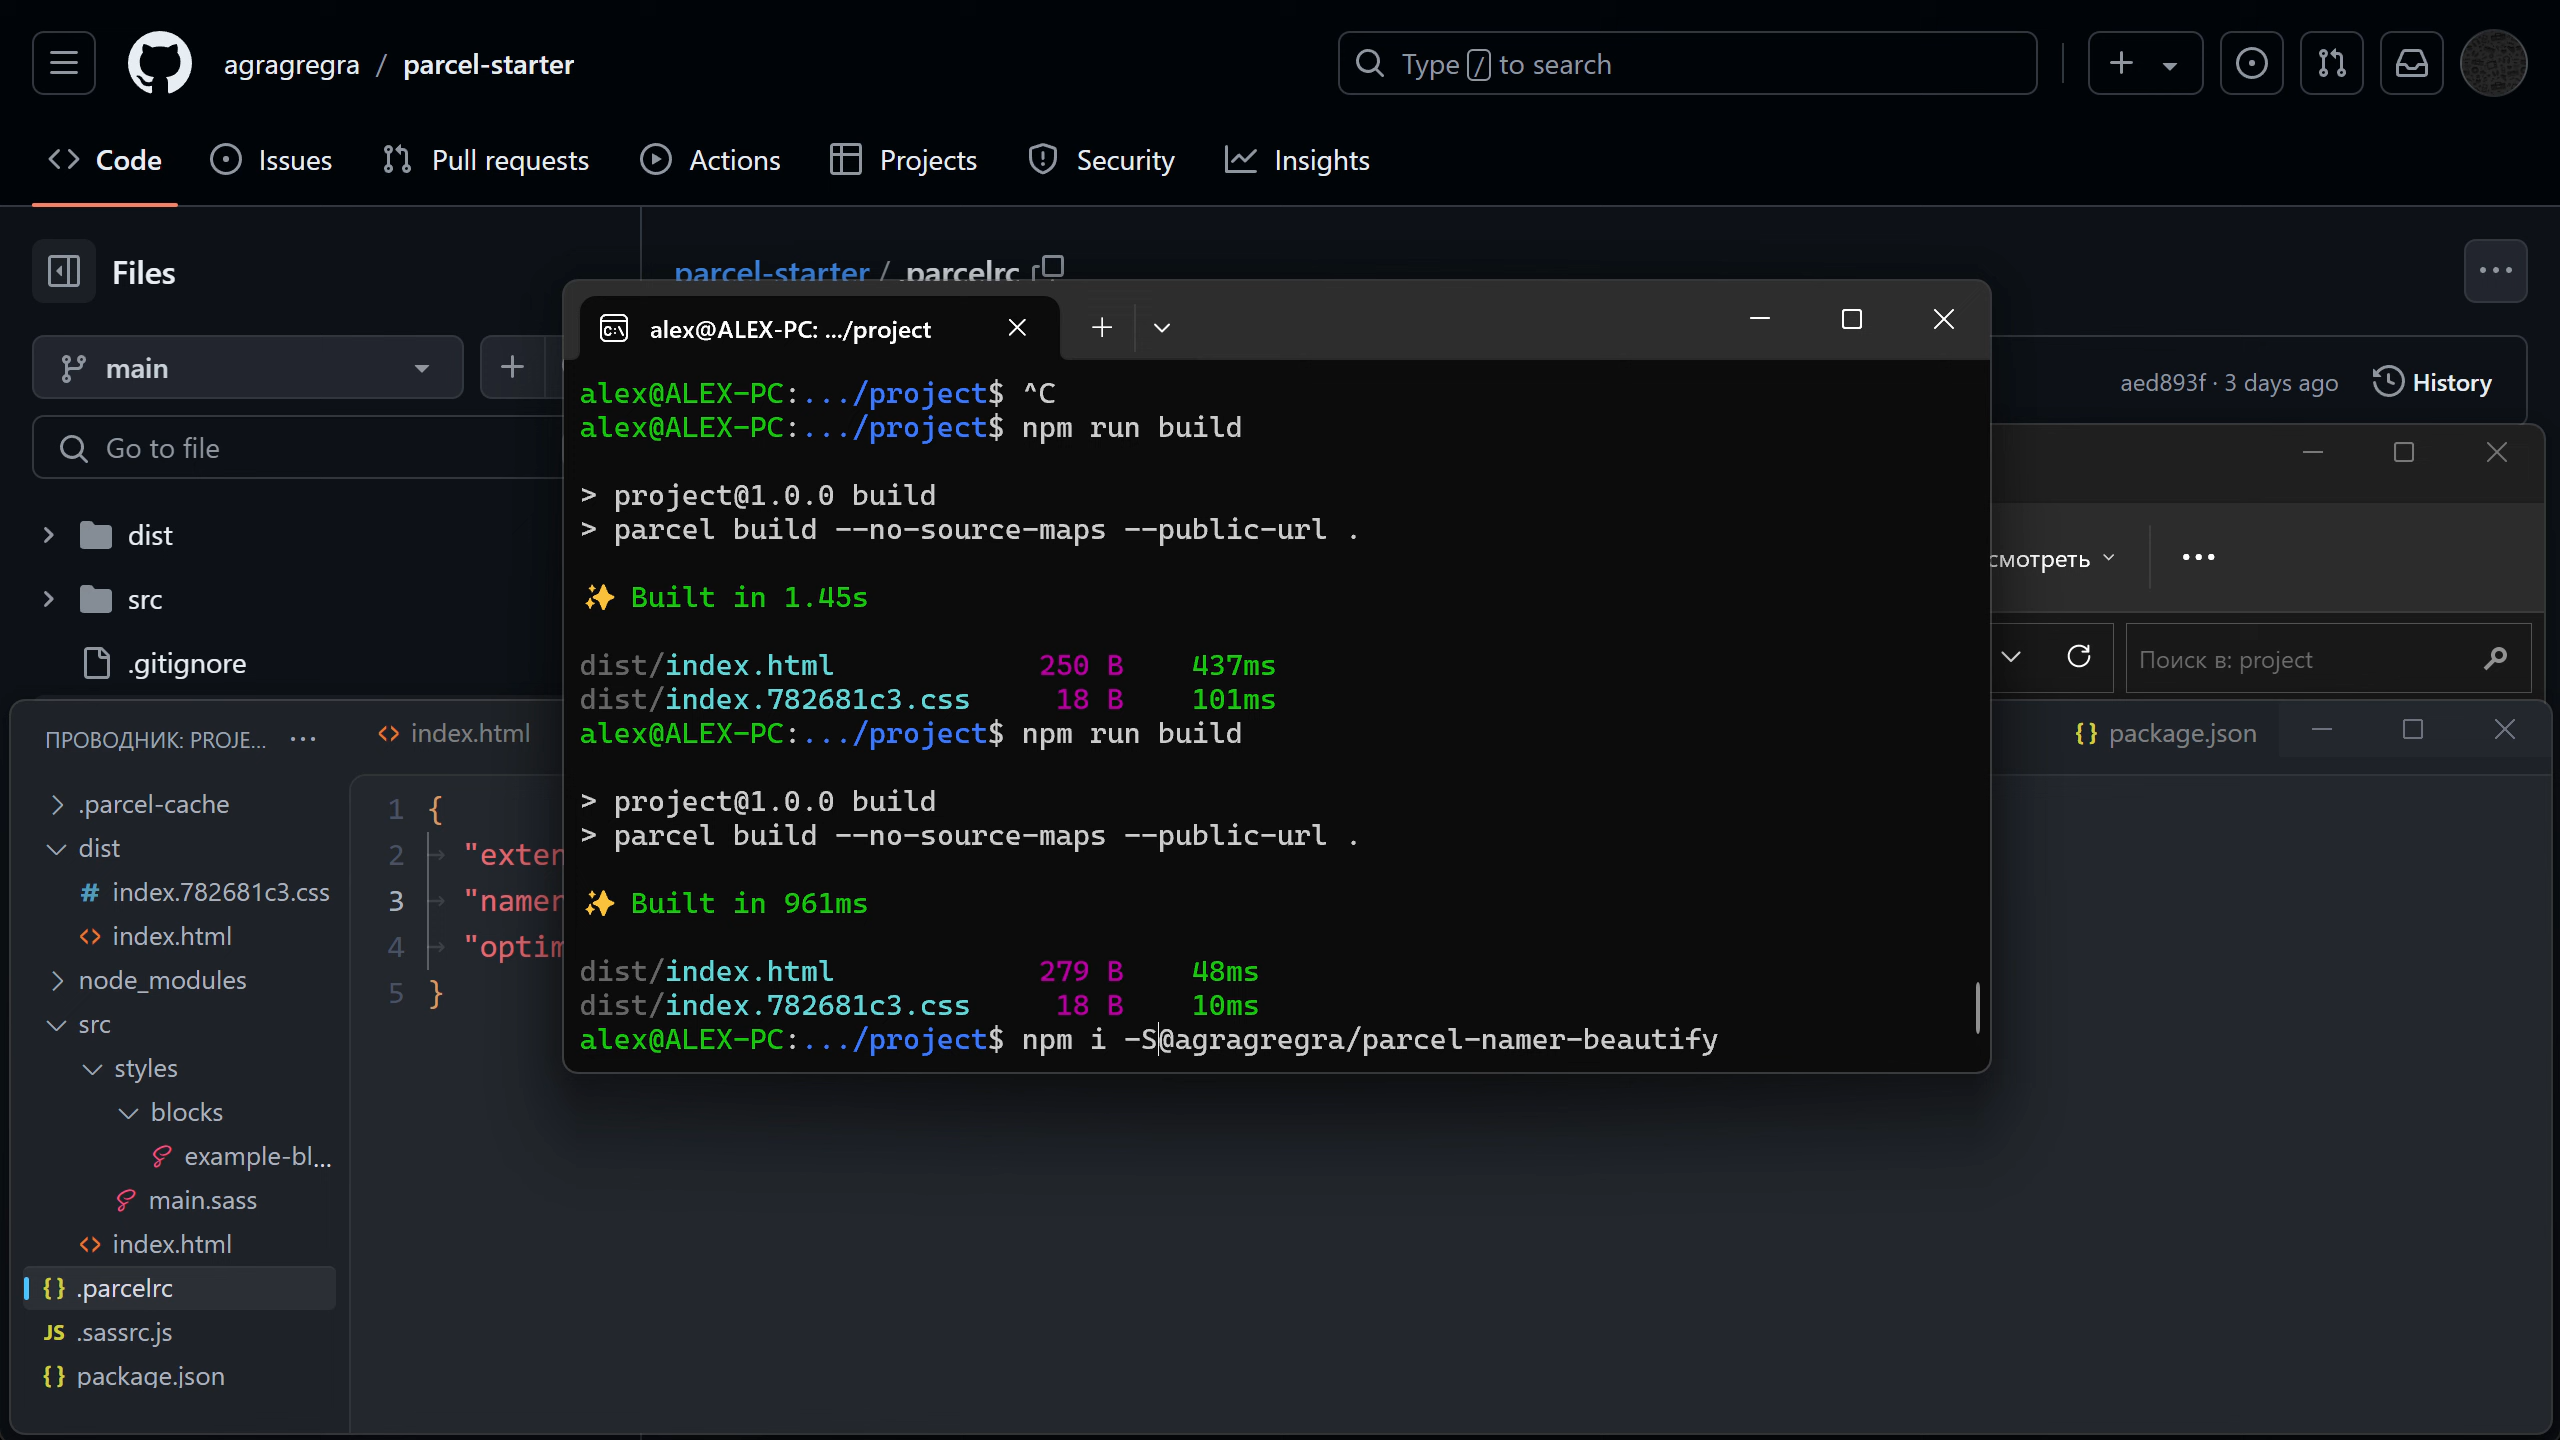 agragregra / parcel-starter
Type / to search
Code
Issues
Pull requests
Actions
Projects
Security
Insights
Files
parcel-starter / .parcelrc
main
aed893f · 3 days ago
History
Go to file
dist
src
.gitignore
alex@ALEX-PC: .../project
alex@ALEX-PC:.../project$ ^C
alex@ALEX-PC:.../project$ npm run build
> project@1.0.0 build
> parcel build --no-source-maps --public-url .
✨ Built in 1.45s
dist/index.html 250 B 437ms
dist/index.782681c3.css 18 B 101ms
alex@ALEX-PC:.../project$ npm run build
> project@1.0.0 build
> parcel build --no-source-maps --public-url .
✨ Built in 961ms
dist/index.html 279 B 48ms
dist/index.782681c3.css 18 B 10ms
alex@ALEX-PC:.../project$ npm i -S@agragregra/parcel-namer-beautify
смотреть
Поиск в: project
ПРОВОДНИК: PROJE...
.parcel-cache
dist
# index.782681c3.css
<> index.html
node_modules
src
styles
blocks
example-bl...
main.sass
<> index.html
{} .parcelrc
JS .sassrc.js
{} package.json
<> index.html
{} package.json
1 {
2 "exten
3 "namer
4 "optim
5 }